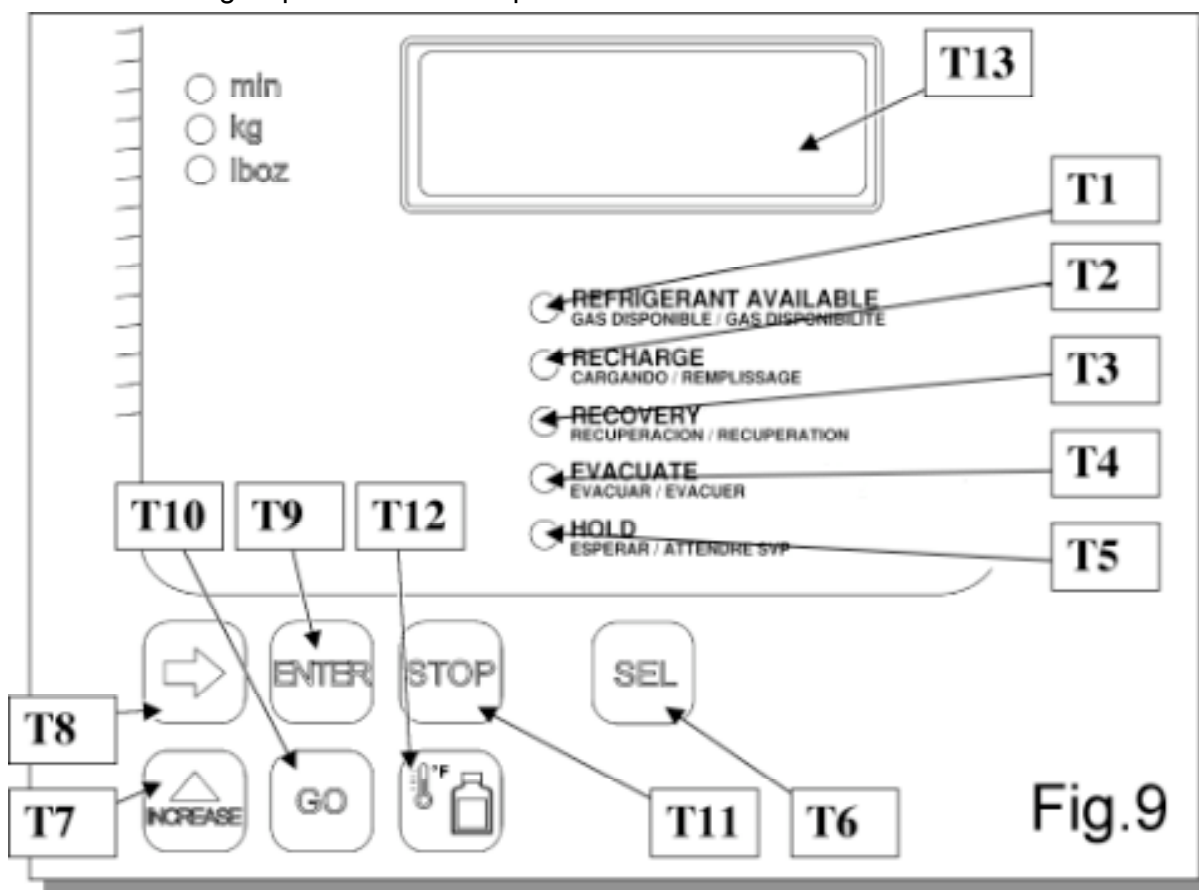 T13
min
kg
lboz
T1
REFRIGERANT AVAILABLE
GAS DISPONIBLE / GAS DISPONIBILITE
T2
RECHARGE
CARGANDO / REMPLISSAGE
T3
RECOVERY
RECUPERACION / RECUPERATION
T4
EVACUATE
EVACUAR / EVACUER
T10
T9
T12
HOLD
ESPERAR / ATTENDRE SVP
T5
ENTER
STOP
SEL
T8
INCREASE
GO
°F
T7
T11
T6
Fig.9